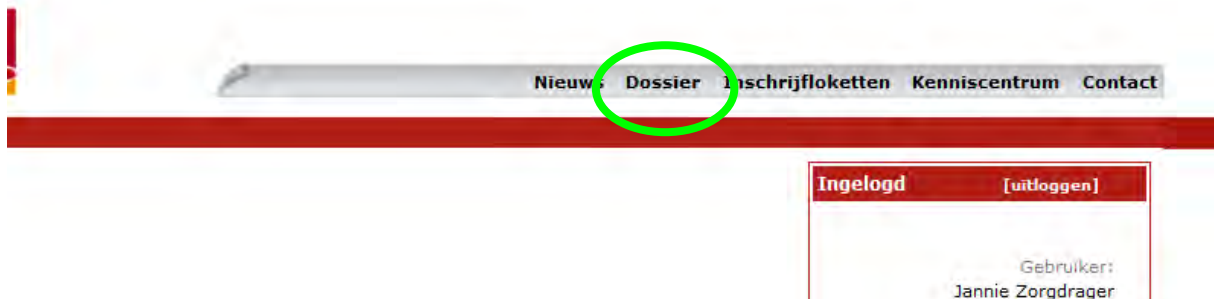 Nieuws Dossier Inschrijfloketten Kenniscentrum Contact
Ingelogd [uitloggen]
Gebruiker:
Jannie Zorgdrager